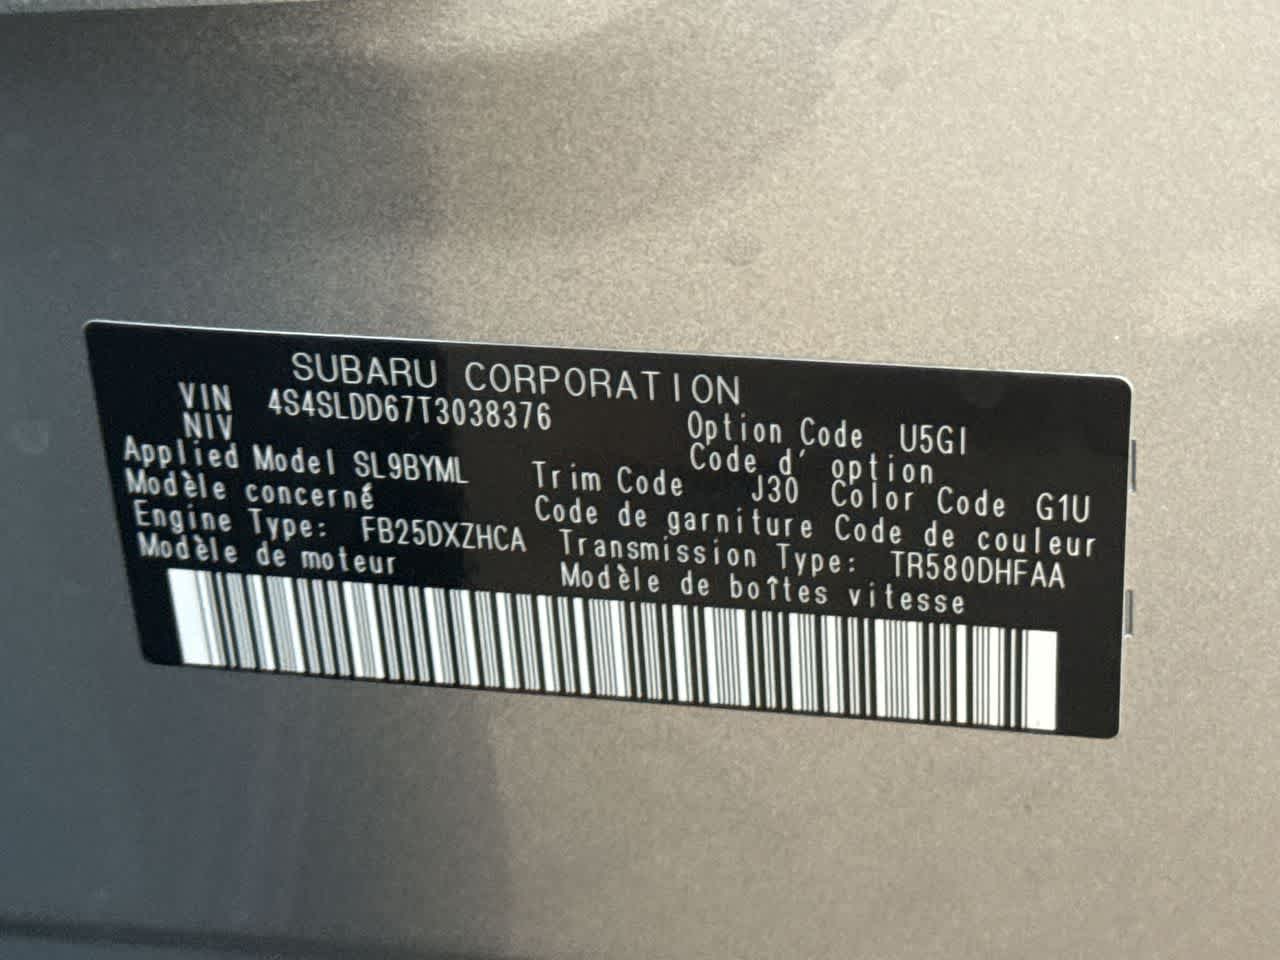 SUBARU CORPORATION
VIN 4S4SLDD67T3038376
NIV
Option Code U5GI
Code d' option
Applied Model SL9BYML
Modèle concerné
Trim Code J30 Color Code G1U
Code de garniture Code de couleur
Engine Type: FB25DXZHCA
Modèle de moteur
Transmission Type: TR580DHFAA
Modèle de boîtes vitesse